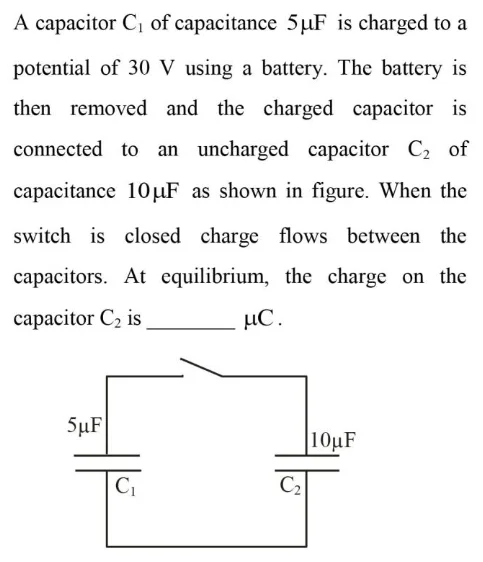 A capacitor C₁ of capacitance 5μF is charged to a
potential of 30 V using a battery. The battery is
then removed and the charged capacitor is
connected to an uncharged capacitor C₂ of
capacitance 10μF as shown in figure. When the
switch is closed charge flows between the
capacitors. At equilibrium, the charge on the
capacitor C₂ is ________ μC.
5μF
10μF
C₁
C₂